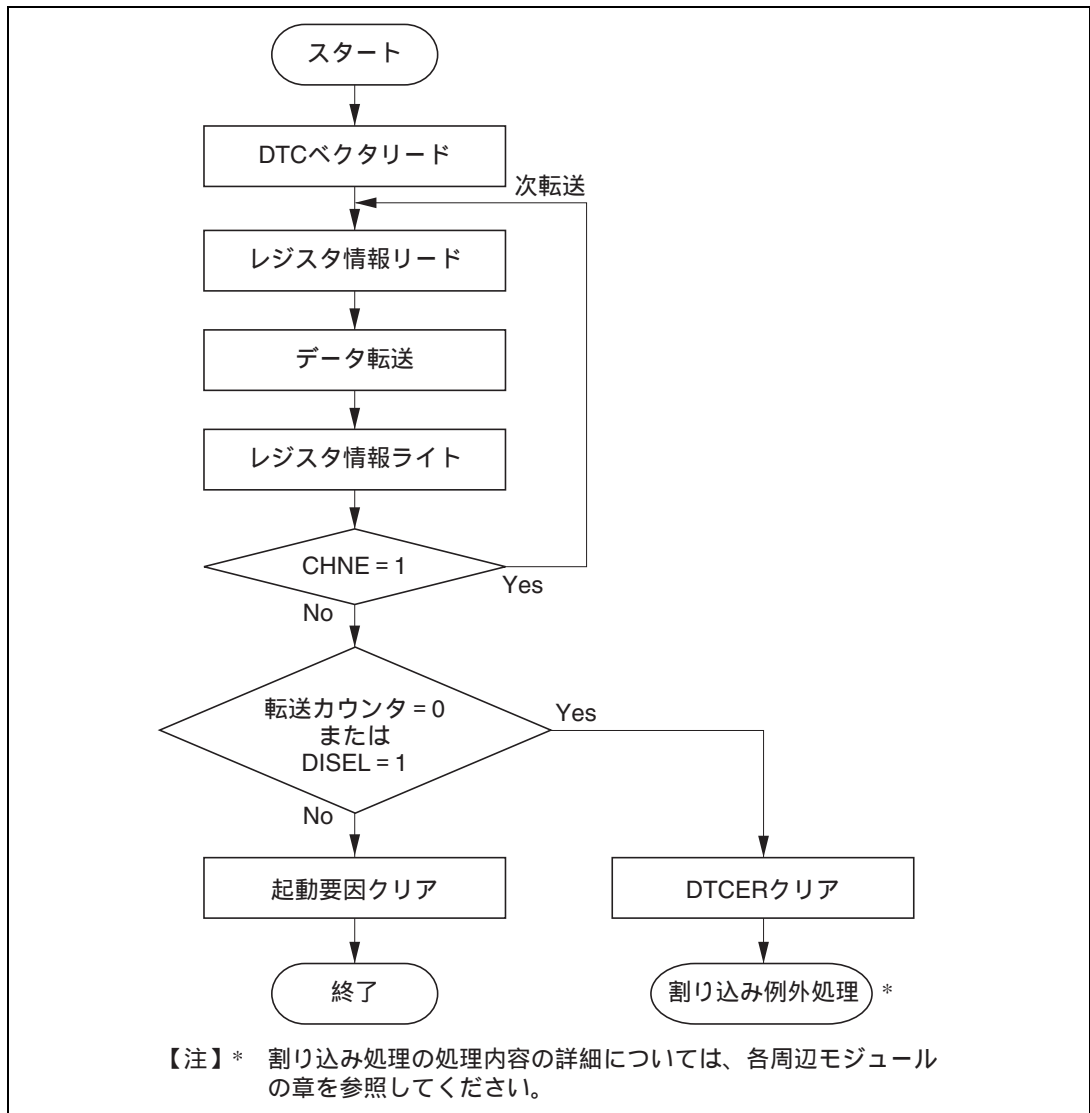 スタート
DTCベクタリード
次転送
レジスタ情報リード
データ転送
レジスタ情報ライト
CHNE = 1
Yes
No
転送カウンタ = 0
または
DISEL = 1
Yes
No
起動要因クリア
DTCERクリア
終了
割り込み例外処理 *
【注】* 割り込み処理の処理内容の詳細については、各周辺モジュール
の章を参照してください。